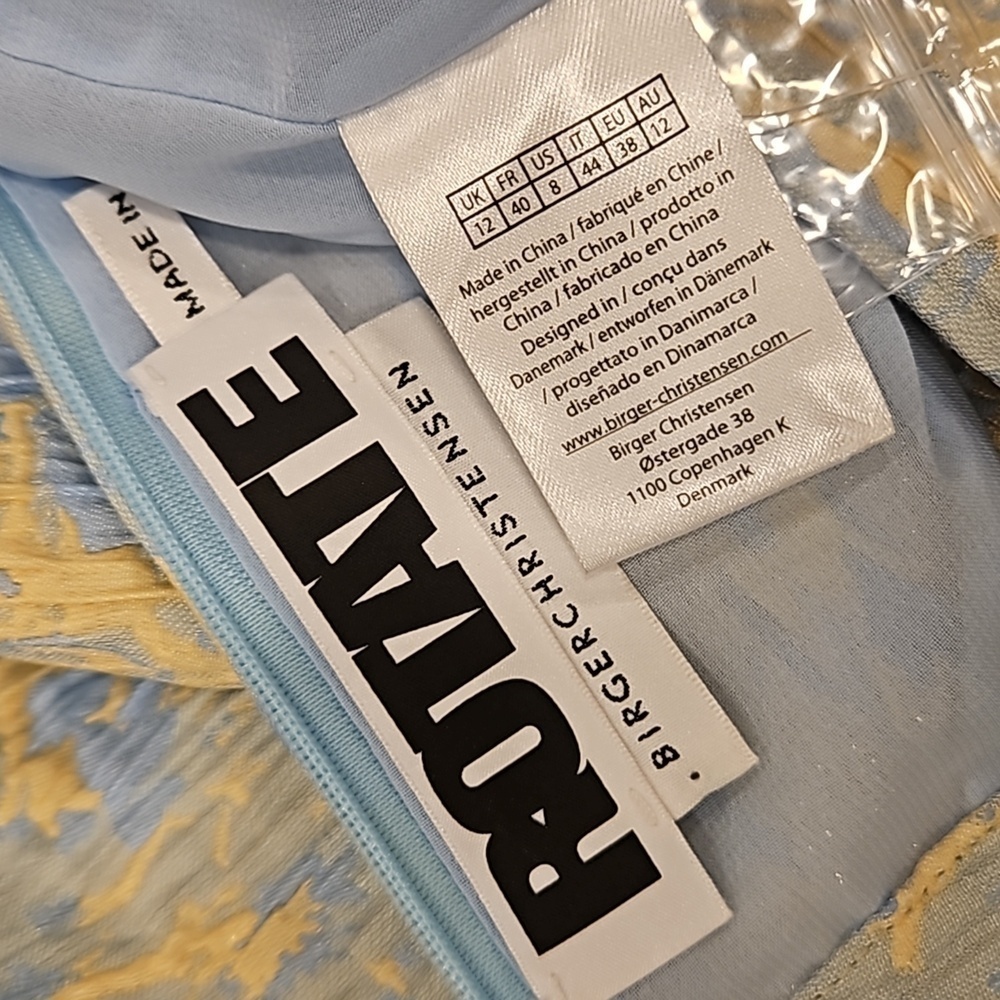 UK FR US IT EU AU
12 40 8 44 38 12
Made in China / fabriqué en Chine /
hergestellt in China / prodotto in
China / fabricado en China
Designed in / conçu dans
Danemark / entworfen in Dänemark
/ progettato in Danimarca /
diseñado en Dinamarca
www.birger-christensen.com
Birger Christensen
Østergade 38
1100 Copenhagen K
Denmark
MADE IN
ROTATE
• BIRGERCHRISTENSEN